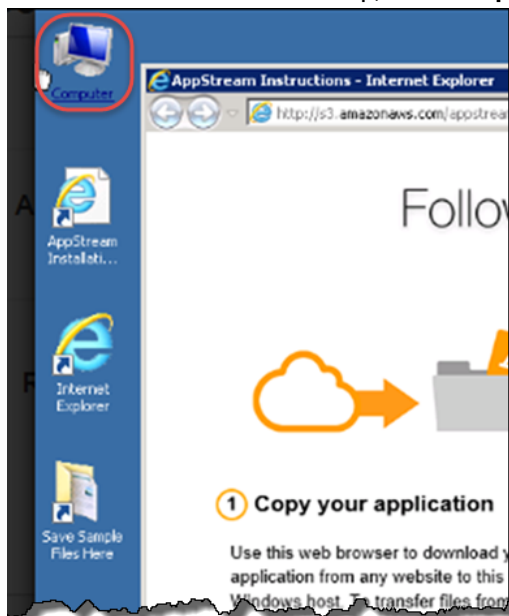 Computer
AppStream Instructions - Internet Explorer
http://s3.amazonaws.com/appstrea
AppStream
Installati...
Follo
Internet
Explorer
1 Copy your application
Save Sample
Files Here
Use this web browser to download
application from any website to this
Windows host. To transfer files from